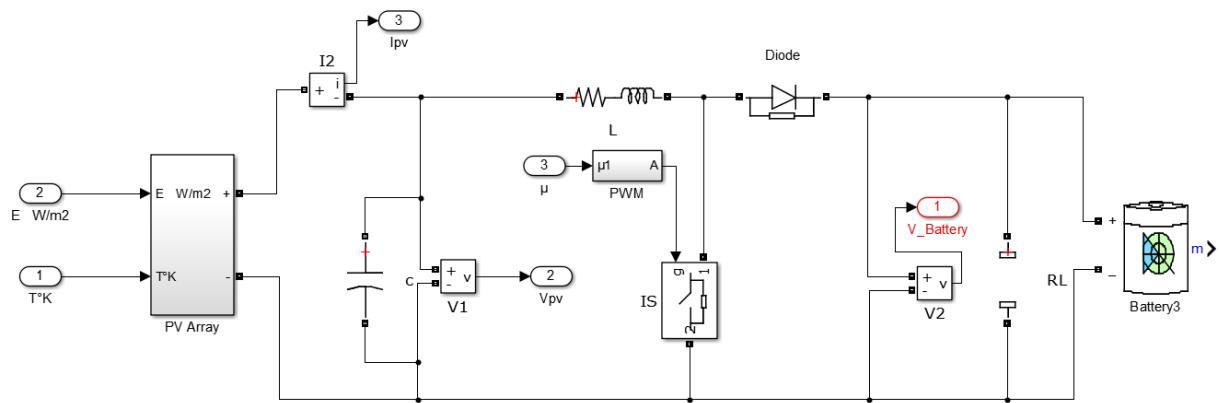 3
Ipv
I2
+ i
-
Diode
L
3
µ
µ1 A
PWM
2
E W/m2
E W/m2 +
1
T°K
T°K -
PV Array
c
+
- v
V1
2
Vpv
IS
g 1
2
1
V_Battery
+
- v
V2
RL
+
–
m
Battery3